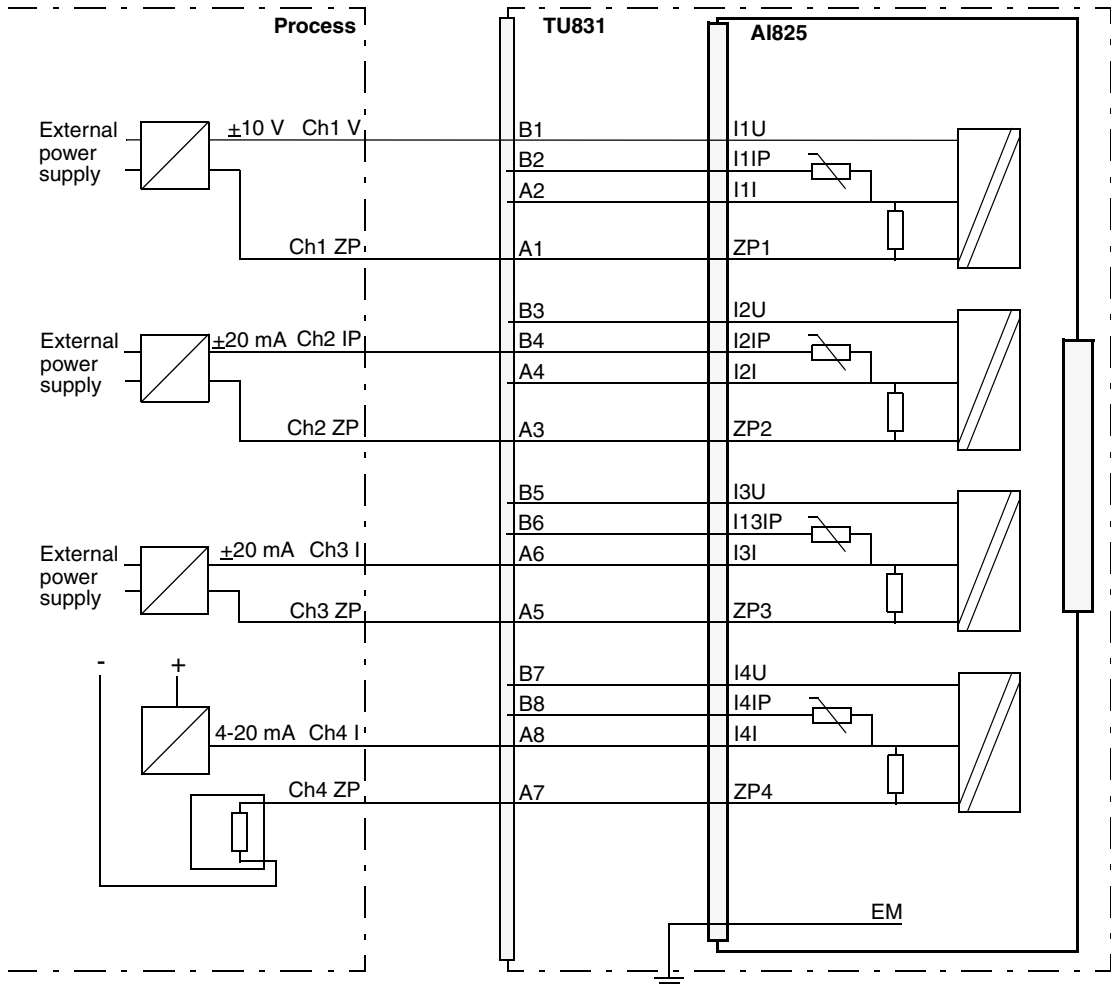 Process
TU831
AI825
External
power
supply
±10 V Ch1 V
B1
I1U
B2
I1IP
A2
I1I
Ch1 ZP
A1
ZP1
B3
I2U
External
power
supply
±20 mA Ch2 IP
B4
I2IP
A4
I2I
Ch2 ZP
A3
ZP2
B5
I3U
B6
I13IP
External
power
supply
±20 mA Ch3 I
A6
I3I
Ch3 ZP
A5
ZP3
- +
B7
I4U
B8
I4IP
4-20 mA Ch4 I
A8
I4I
Ch4 ZP
A7
ZP4
EM